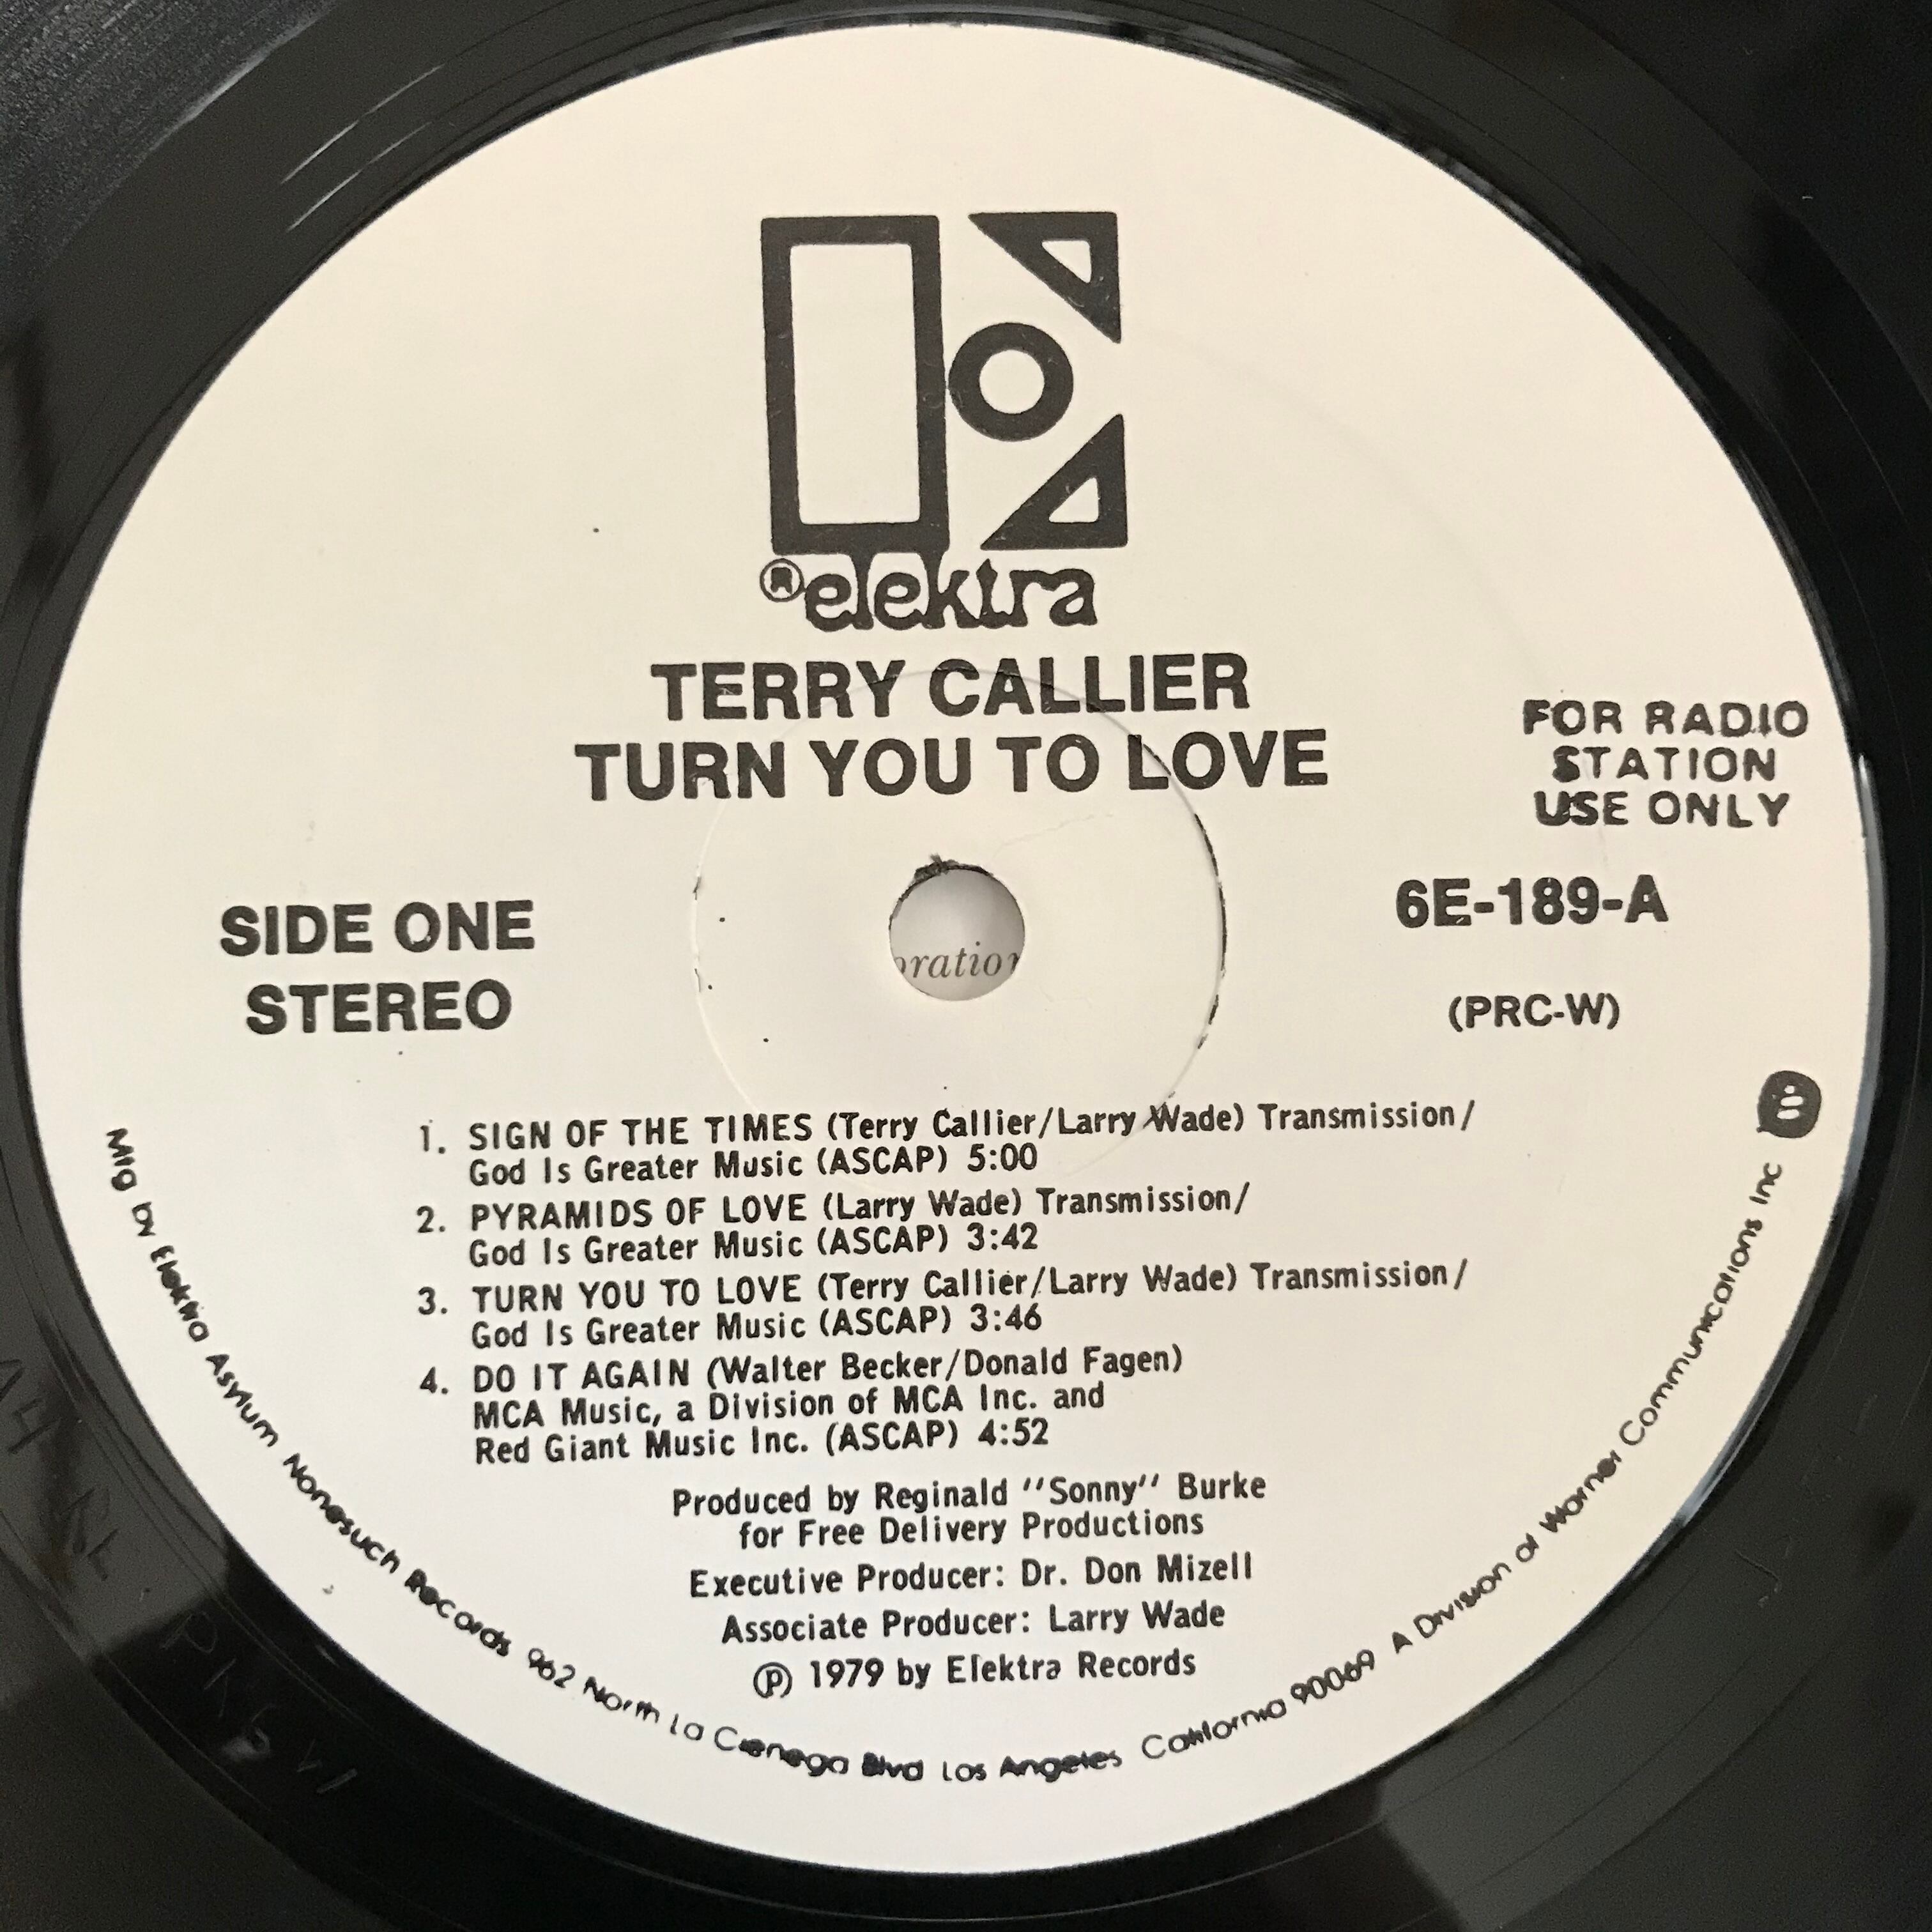 ®elektra
TERRY CALLIER
TURN YOU TO LOVE
FOR RADIO
STATION
USE ONLY
SIDE ONE
STEREO
6E-189-A
(PRC-W)
oration
1. SIGN OF THE TIMES (Terry Callier/Larry Wade) Transmission/
God Is Greater Music (ASCAP) 5:00
2. PYRAMIDS OF LOVE (Larry Wade) Transmission/
God Is Greater Music (ASCAP) 3:42
3. TURN YOU TO LOVE (Terry Callier/Larry Wade) Transmission/
God Is Greater Music (ASCAP) 3:46
4. DO IT AGAIN (Walter Becker/Donald Fagen)
MCA Music, a Division of MCA Inc. and
Red Giant Music Inc. (ASCAP) 4:52
Produced by Reginald "Sonny" Burke
for Free Delivery Productions
Executive Producer: Dr. Don Mizell
Associate Producer: Larry Wade
℗ 1979 by Elektra Records
Mfg by Elektra Asylum Nonesuch Records 962 North La Cienega Blvd Los Angeles California 90069 A Division of Warner Communications Inc